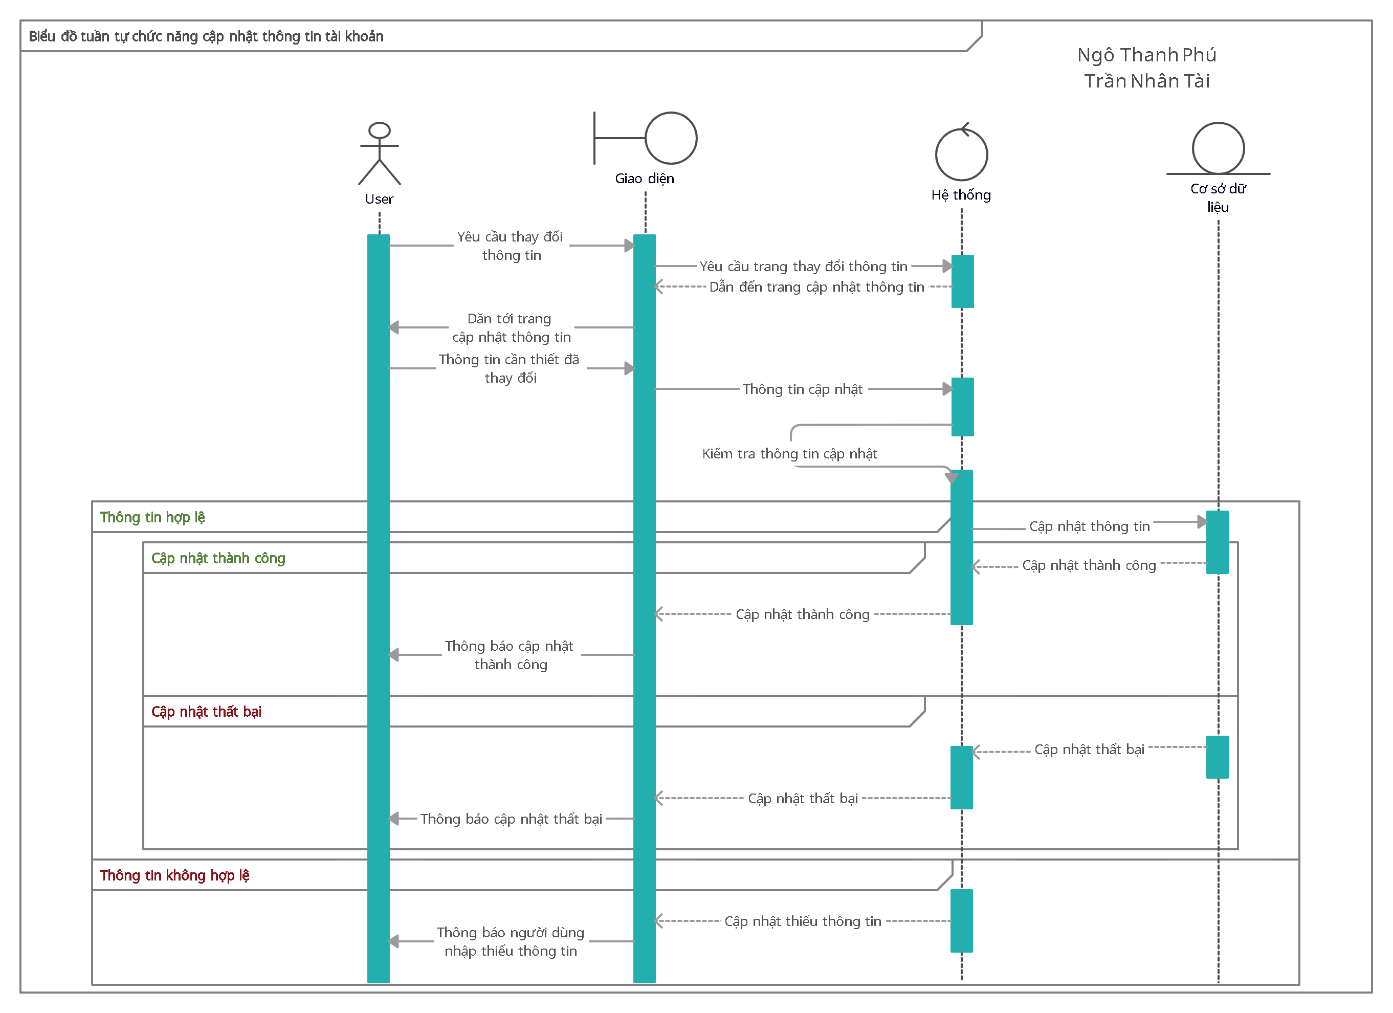 Biểu đồ tuần tự chức năng cập nhật thông tin tài khoản
Ngô Thanh Phú
Trần Nhân Tài
User
Giao diện
Hệ thống
Cơ sở dữ
liệu
Yêu cầu thay đổi
thông tin
Yêu cầu trang thay đổi thông tin
Dẫn đến trang cập nhật thông tin
Dẫn tới trang
cập nhật thông tin
Thông tin cần thiết đã
thay đổi
Thông tin cập nhật
Kiểm tra thông tin cập nhật
Thông tin hợp lệ
Cập nhật thông tin
Cập nhật thành công
Cập nhật thành công
Cập nhật thành công
Thông báo cập nhật
thành công
Cập nhật thất bại
Cập nhật thất bại
Cập nhật thất bại
Thông báo cập nhật thất bại
Thông tin không hợp lệ
Cập nhật thiếu thông tin
Thông báo người dùng
nhập thiếu thông tin